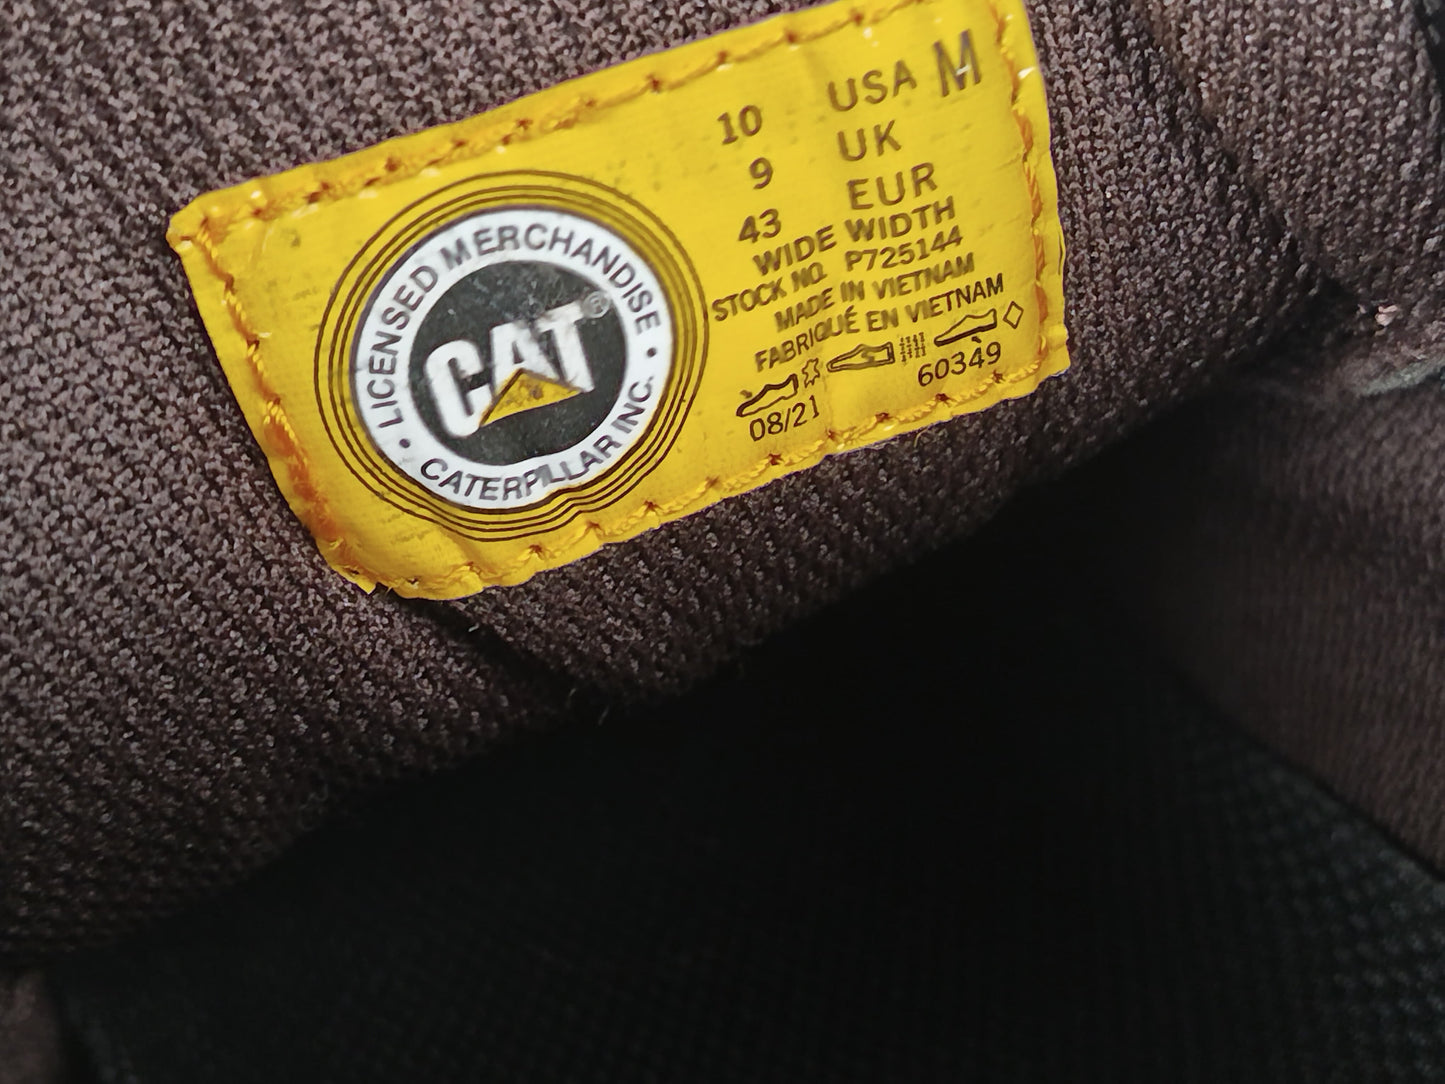 LICENSED MERCHANDISE
CAT®
CATERPILLAR INC.
10 USA M
9 UK
43 EUR
WIDE WIDTH
STOCK NO. P725144
MADE IN VIETNAM
FABRIQUÉ EN VIETNAM
08/21 60349